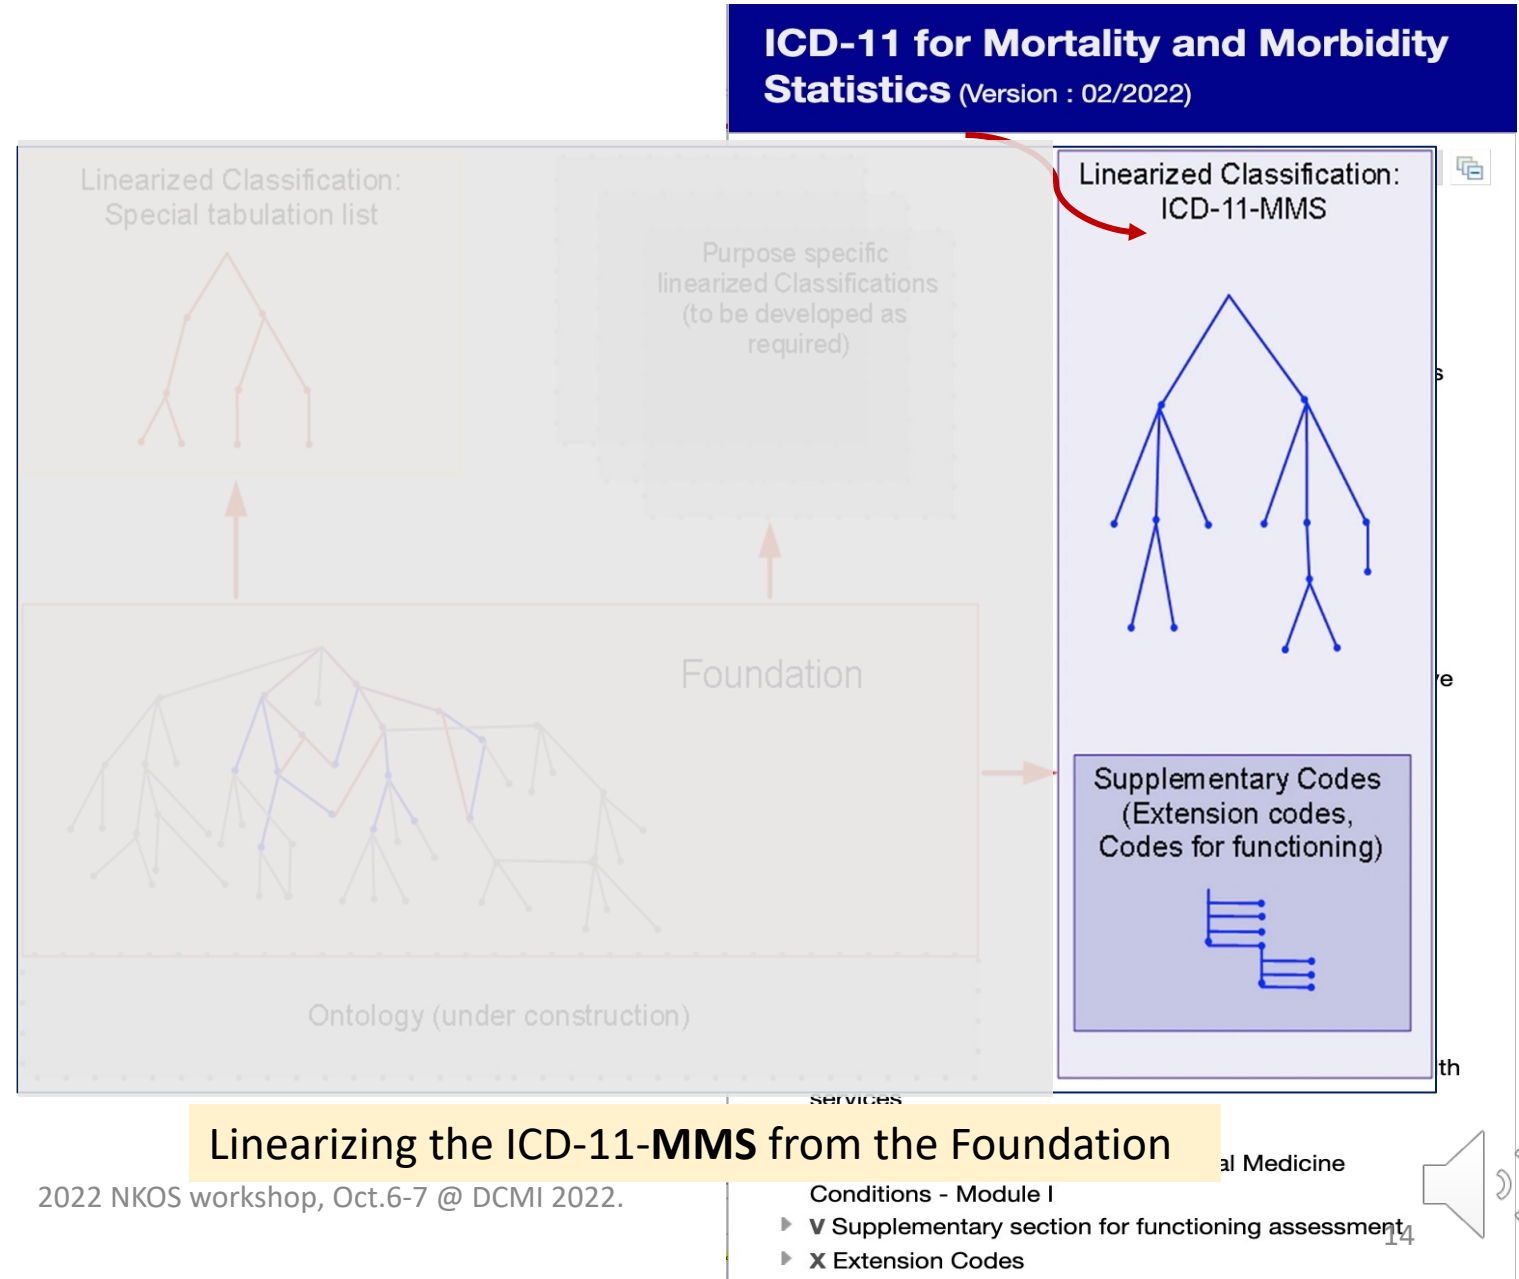 ICD-11 for Mortality and Morbidity
Statistics (Version : 02/2022)
Linearized Classification:
Special tabulation list
Purpose specific
linearized Classifications
(to be developed as
required)
Linearized Classification:
ICD-11-MMS
s
Foundation
ve
Supplementary Codes
(Extension codes,
Codes for functioning)
Ontology (under construction)
th
services
Linearizing the ICD-11-MMS from the Foundation
al Medicine
Conditions - Module I
2022 NKOS workshop, Oct.6-7 @ DCMI 2022.
V Supplementary section for functioning assessment
14
X Extension Codes